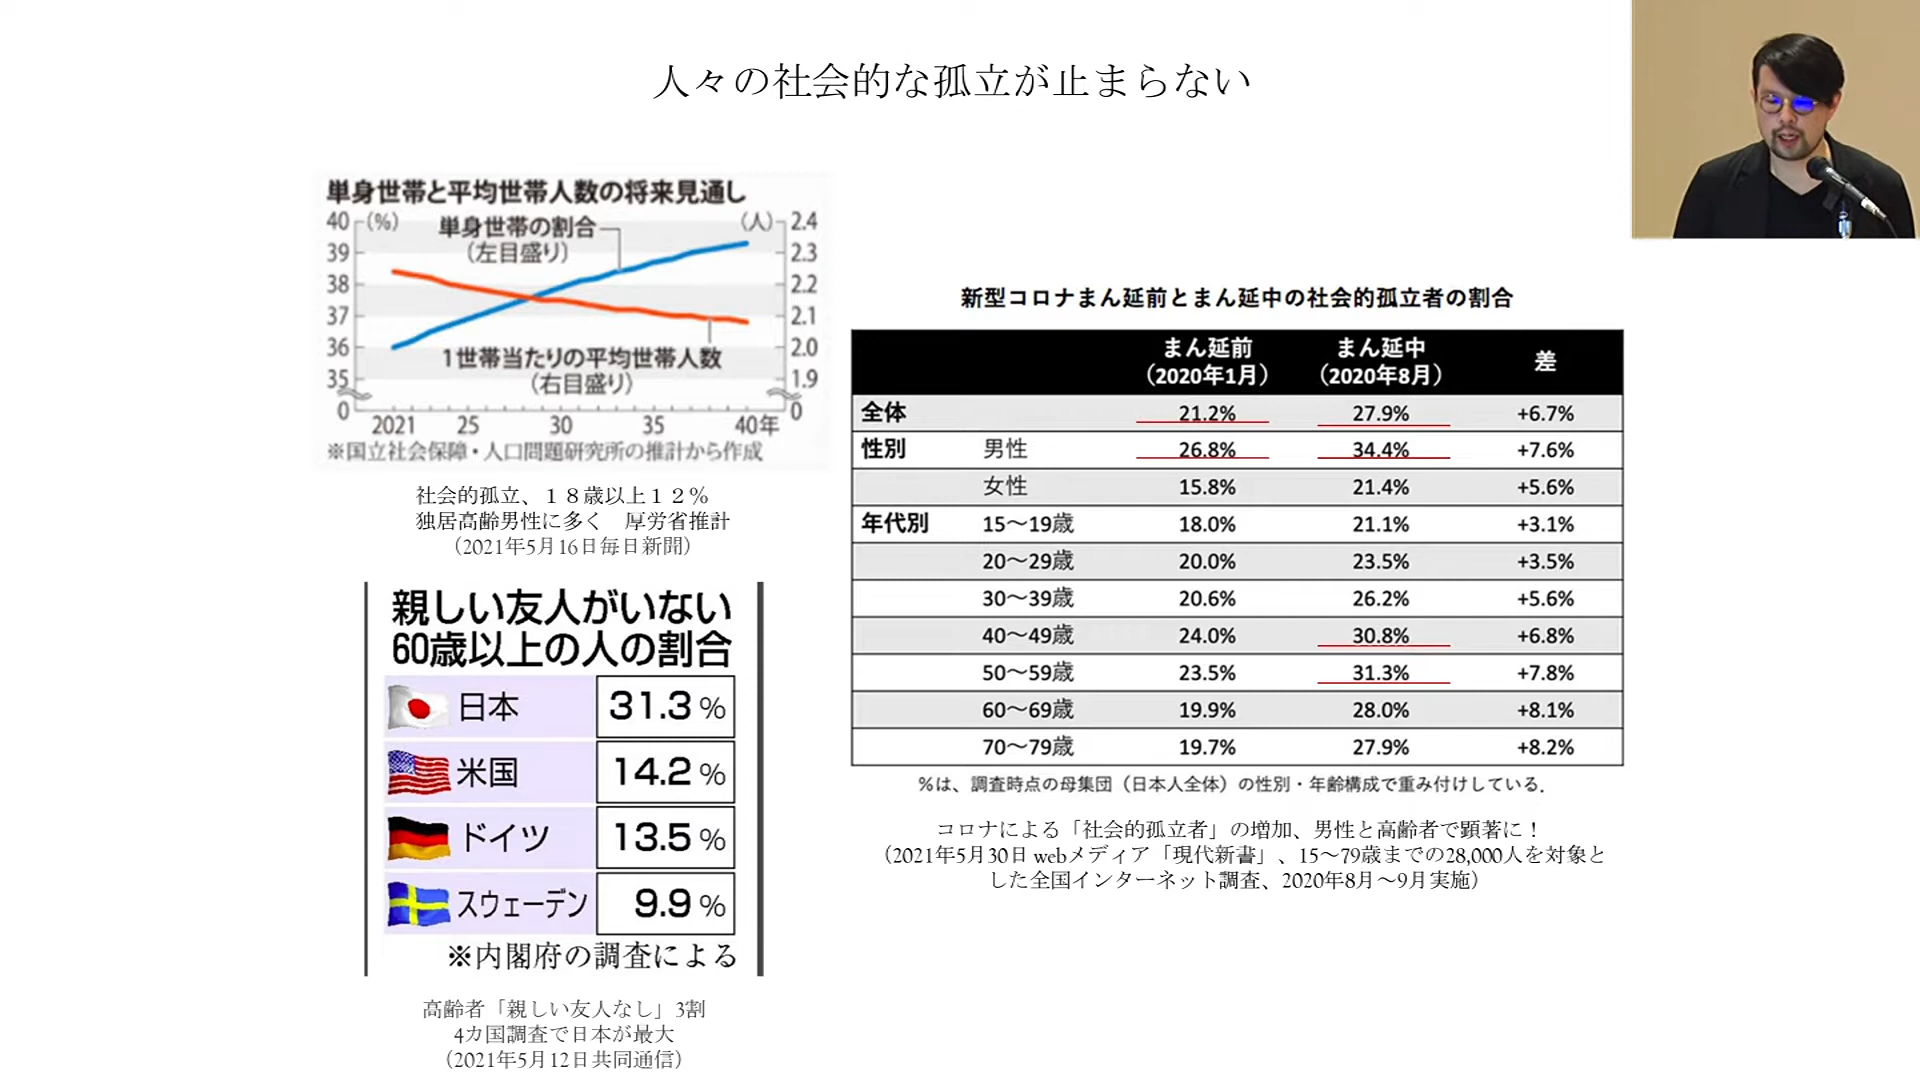 人々の社会的な孤立が止まらない
単身世帯と平均世帯人数の将来見通し
40 (%) 単身世帯の割合 (人) 2.4
39 (左目盛り) 2.3
38 2.2
37 2.1
36 2.0
1世帯当たりの平均世帯人数
35 (右目盛り) 1.9
0 0
2021 25 30 35 40年
※国立社会保障・人口問題研究所の推計から作成
社会的孤立、１８歳以上１２％
独居高齢男性に多く　厚労省推計
（2021年5月16日毎日新聞）
親しい友人がいない
60歳以上の人の割合
日本 31.3 %
米国 14.2 %
ドイツ 13.5 %
スウェーデン 9.9 %
※内閣府の調査による
高齢者「親しい友人なし」3割
4カ国調査で日本が最大
（2021年5月12日共同通信）
新型コロナまん延前とまん延中の社会的孤立者の割合
まん延前 まん延中 差
（2020年1月） （2020年8月）
全体 21.2% 27.9% +6.7%
性別 男性 26.8% 34.4% +7.6%
女性 15.8% 21.4% +5.6%
年代別 15〜19歳 18.0% 21.1% +3.1%
20〜29歳 20.0% 23.5% +3.5%
30〜39歳 20.6% 26.2% +5.6%
40〜49歳 24.0% 30.8% +6.8%
50〜59歳 23.5% 31.3% +7.8%
60〜69歳 19.9% 28.0% +8.1%
70〜79歳 19.7% 27.9% +8.2%
%は、調査時点の母集団（日本人全体）の性別・年齢構成で重み付けしている.
コロナによる「社会的孤立者」の増加、男性と高齢者で顕著に！
（2021年5月30日 webメディア「現代新書」、15〜79歳までの28,000人を対象と
した全国インターネット調査、2020年8月〜9月実施）